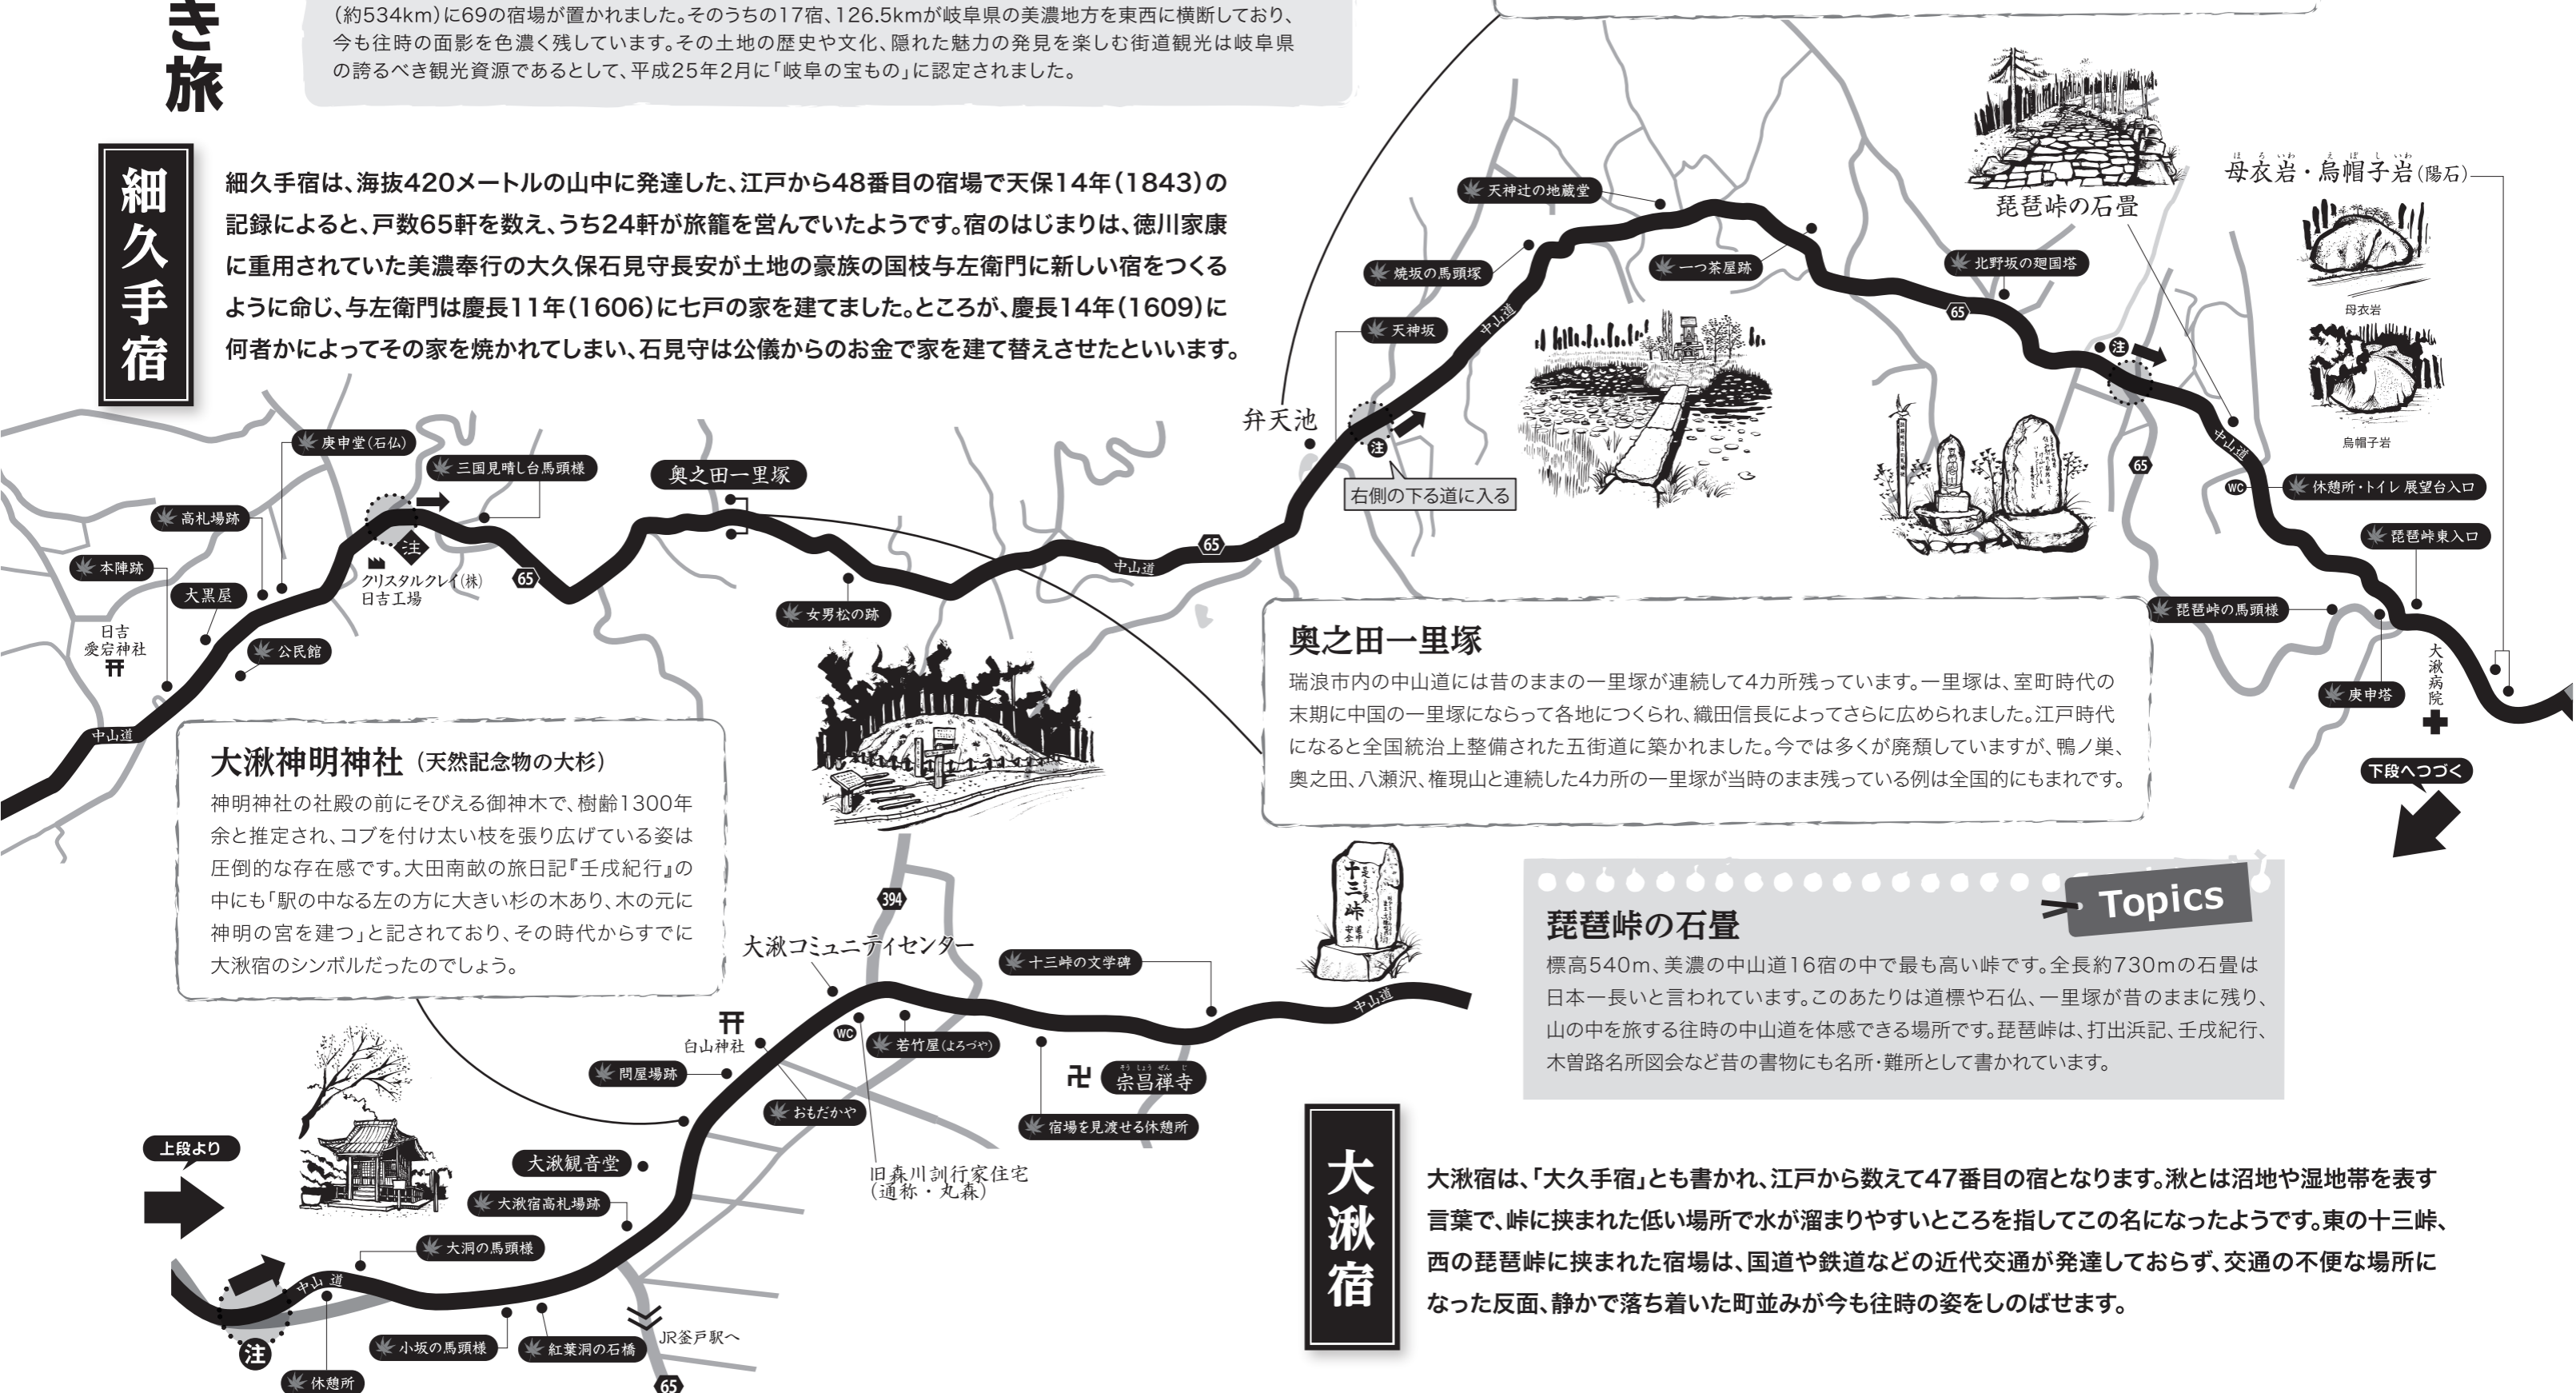 き旅
（約534km）に69の宿場が置かれました。そのうちの17宿、126.5kmが岐阜県の美濃地方を東西に横断しており、
今も往時の面影を色濃く残しています。その土地の歴史や文化、隠れた魅力の発見を楽しむ街道観光は岐阜県
の誇るべき観光資源であるとして、平成25年2月に「岐阜の宝もの」に認定されました。
細久手宿
細久手宿は、海抜420メートルの山中に発達した、江戸から48番目の宿場で天保14年（1843）の
記録によると、戸数65軒を数え、うち24軒が旅籠を営んでいたようです。宿のはじまりは、徳川家康
に重用されていた美濃奉行の大久保石見守長安が土地の豪族の国枝与左衛門に新しい宿をつくる
ように命じ、与左衛門は慶長11年（1606）に七戸の家を建てました。ところが、慶長14年（1609）に
何者かによってその家を焼かれてしまい、石見守は公儀からのお金で家を建て替えさせたといいます。
庚申堂（石仏）
三国見晴し台馬頭様
高札場跡
本陣跡
大黒屋
日吉
愛宕神社
公民館
注
クリスタルクレイ（株）
日吉工場
中山道
65
奥之田一里塚
女男松の跡
中山道
65
弁天池
天神坂
注
右側の下る道に入る
焼坂の馬頭塚
天神辻の地蔵堂
中山道
一つ茶屋跡
北野坂の廻国塔
65
注
琵琶峠の石畳
ほろいわ えぼしいわ
母衣岩・烏帽子岩（陽石）
母衣岩
烏帽子岩
中山道
65
WC
休憩所・トイレ 展望台入口
琵琶峠東入口
琵琶峠の馬頭様
庚申塔
大湫病院
下段へつづく
奥之田一里塚
瑞浪市内の中山道には昔のままの一里塚が連続して4カ所残っています。一里塚は、室町時代の
末期に中国の一里塚にならって各地につくられ、織田信長によってさらに広められました。江戸時代
になると全国統治上整備された五街道に築かれました。今では多くが廃頽していますが、鴨ノ巣、
奥之田、八瀬沢、権現山と連続した4カ所の一里塚が当時のまま残っている例は全国的にもまれです。
大湫神明神社（天然記念物の大杉）
神明神社の社殿の前にそびえる御神木で、樹齢1300年
余と推定され、コブを付け太い枝を張り広げている姿は
圧倒的な存在感です。大田南畝の旅日記『壬戌紀行』の
中にも「駅の中なる左の方に大きい杉の木あり、木の元に
神明の宮を建つ」と記されており、その時代からすでに
大湫宿のシンボルだったのでしょう。
Topics
琵琶峠の石畳
標高540m、美濃の中山道16宿の中で最も高い峠です。全長約730mの石畳は
日本一長いと言われています。このあたりは道標や石仏、一里塚が昔のままに残り、
山の中を旅する往時の中山道を体感できる場所です。琵琶峠は、打出浜記、壬戌紀行、
木曽路名所図会など昔の書物にも名所・難所として書かれています。
上段より
注
中山道
休憩所
大洞の馬頭様
小坂の馬頭様
紅葉洞の石橋
JR釜戸駅へ
65
大湫宿高札場跡
大湫観音堂
問屋場跡
白山神社
おもだかや
大湫コミュニティセンター
394
WC
旧森川訓行家住宅
（通称・丸森）
若竹屋（よろづや）
十三峠の文学碑
そうしょうぜんじ
宗昌禅寺
宿場を見渡せる休憩所
中山道
十三峠
大湫宿
大湫宿は、「大久手宿」とも書かれ、江戸から数えて47番目の宿となります。湫とは沼地や湿地帯を表す
言葉で、峠に挟まれた低い場所で水が溜まりやすいところを指してこの名になったようです。東の十三峠、
西の琵琶峠に挟まれた宿場は、国道や鉄道などの近代交通が発達しておらず、交通の不便な場所に
なった反面、静かで落ち着いた町並みが今も往時の姿をしのばせます。